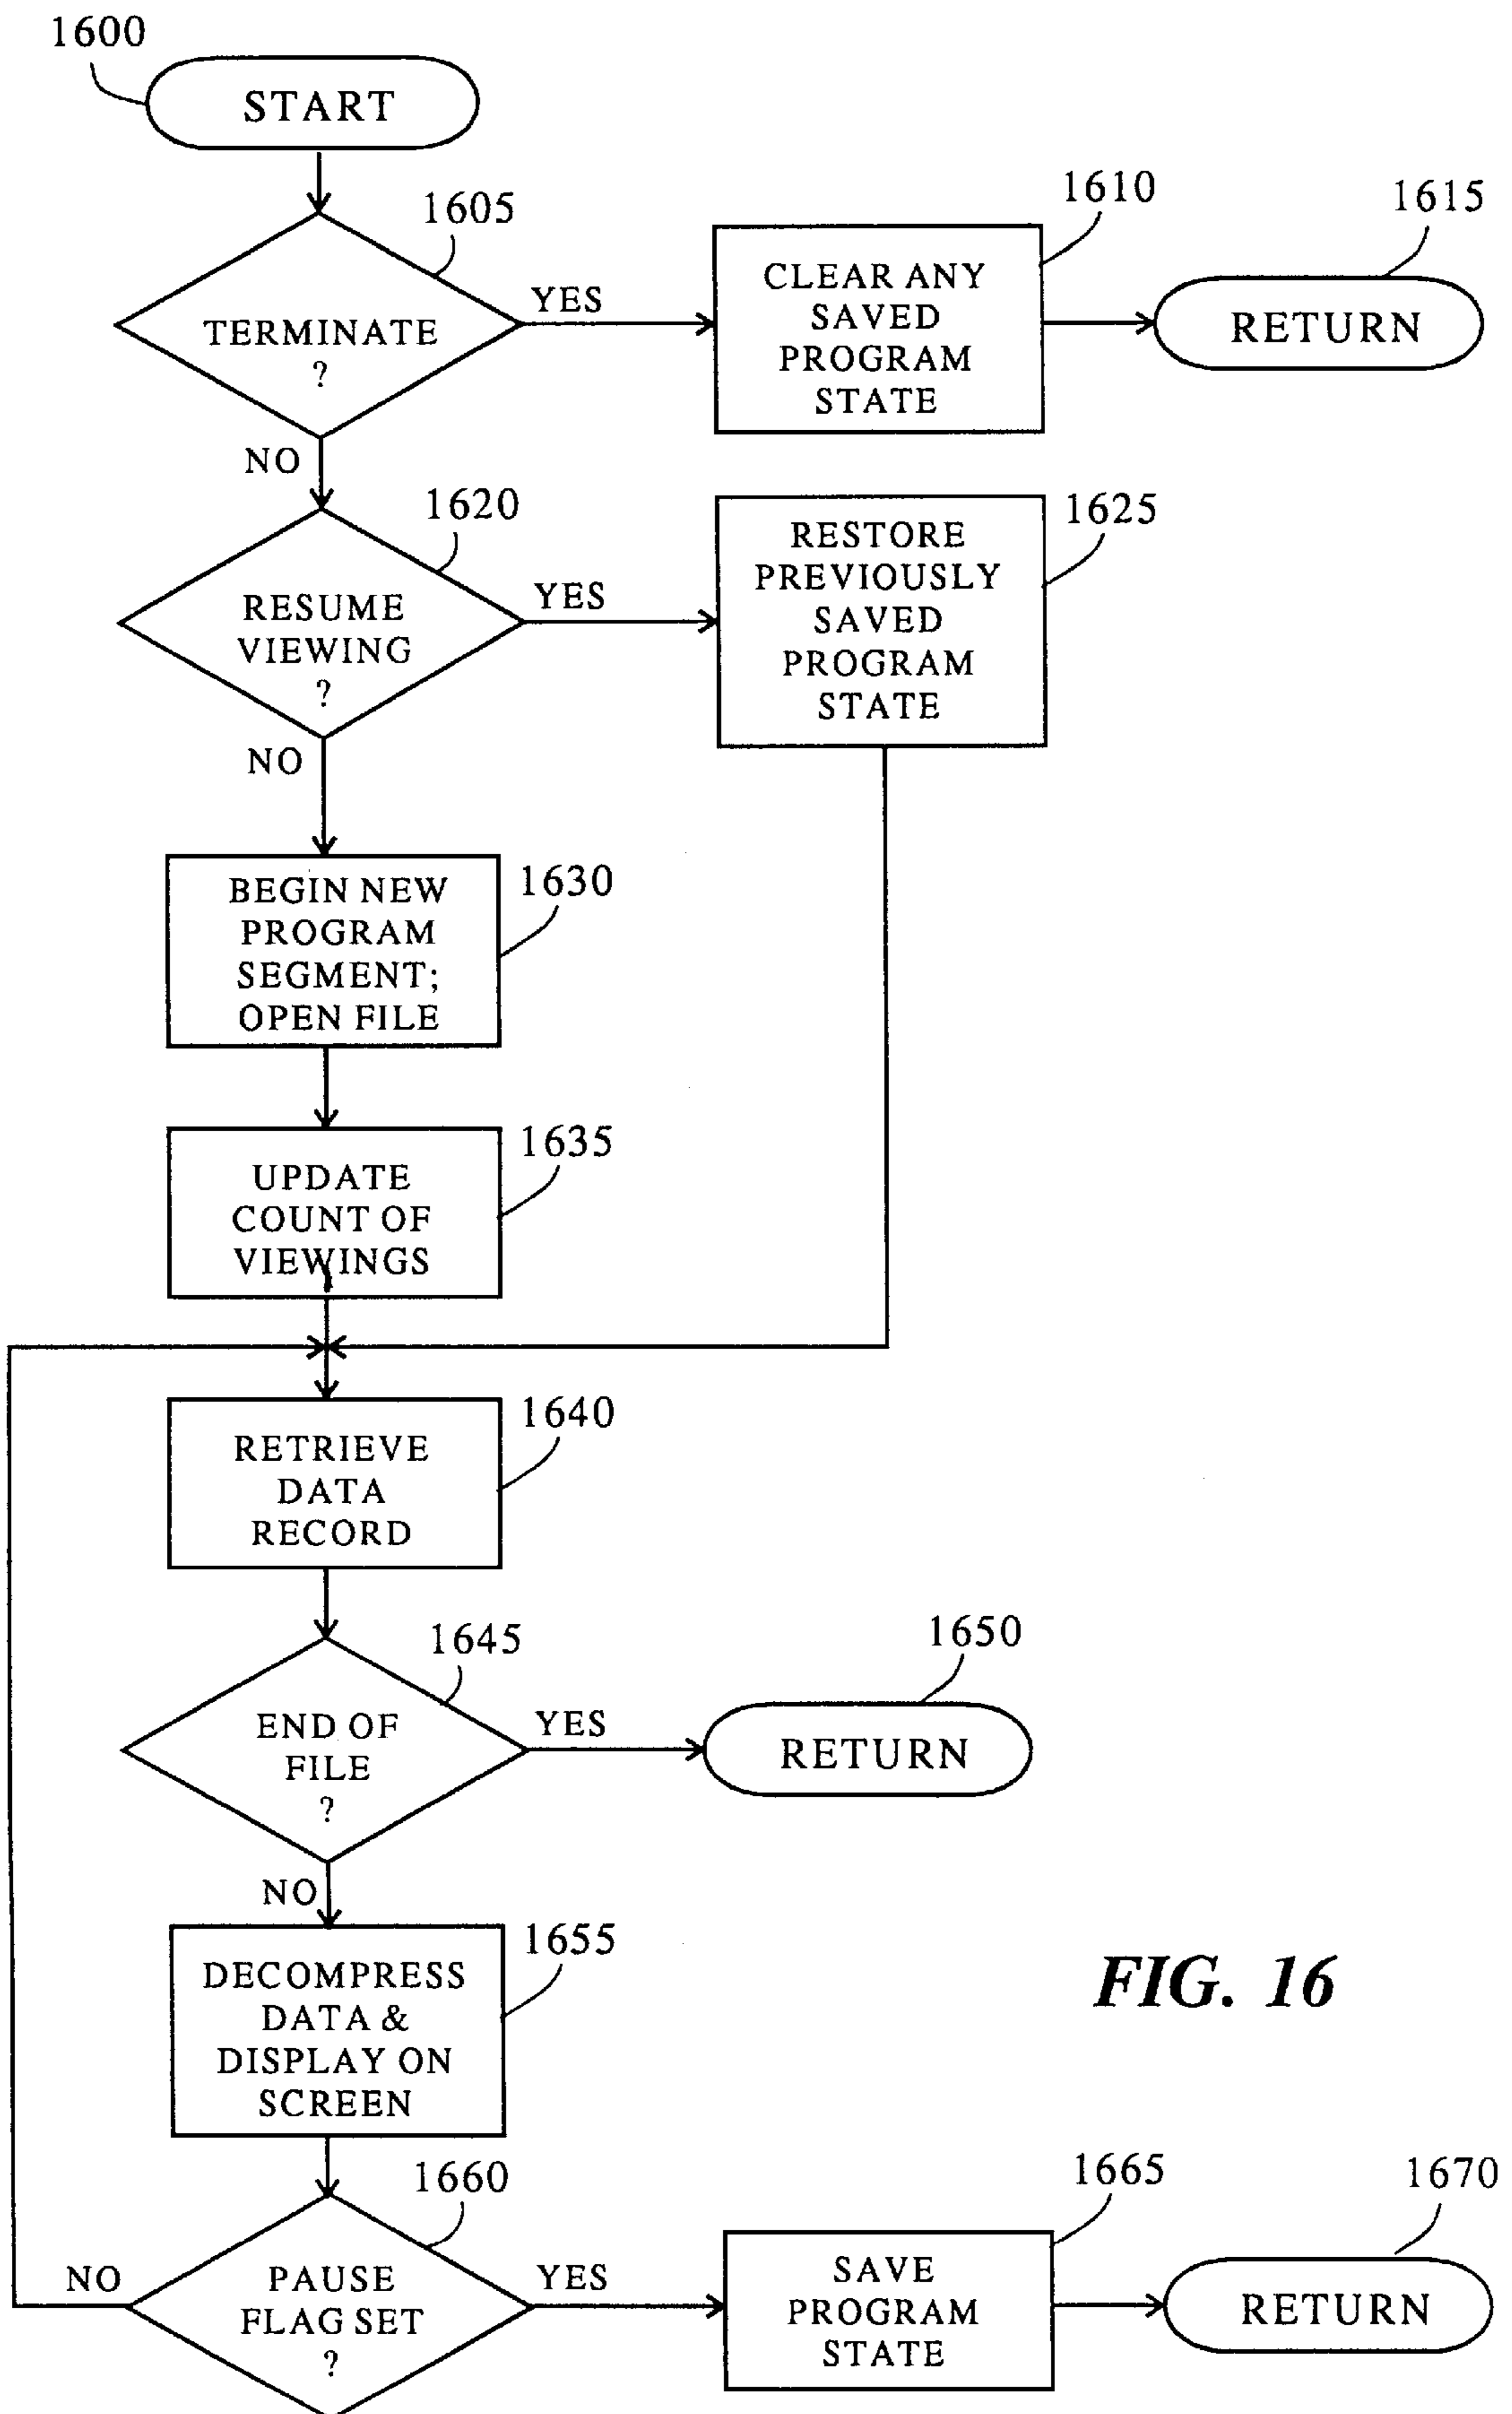 1600
START
1605
TERMINATE
?
YES
1610
CLEAR ANY
SAVED
PROGRAM
STATE
1615
RETURN
NO
1620
RESUME
VIEWING
?
YES
1625
RESTORE
PREVIOUSLY
SAVED
PROGRAM
STATE
NO
1630
BEGIN NEW
PROGRAM
SEGMENT;
OPEN FILE
1635
UPDATE
COUNT OF
VIEWINGS
1640
RETRIEVE
DATA
RECORD
1645
END OF
FILE
?
YES
1650
RETURN
NO
1655
DECOMPRESS
DATA &
DISPLAY ON
SCREEN
FIG. 16
1660
PAUSE
FLAG SET
?
NO
YES
1665
SAVE
PROGRAM
STATE
1670
RETURN